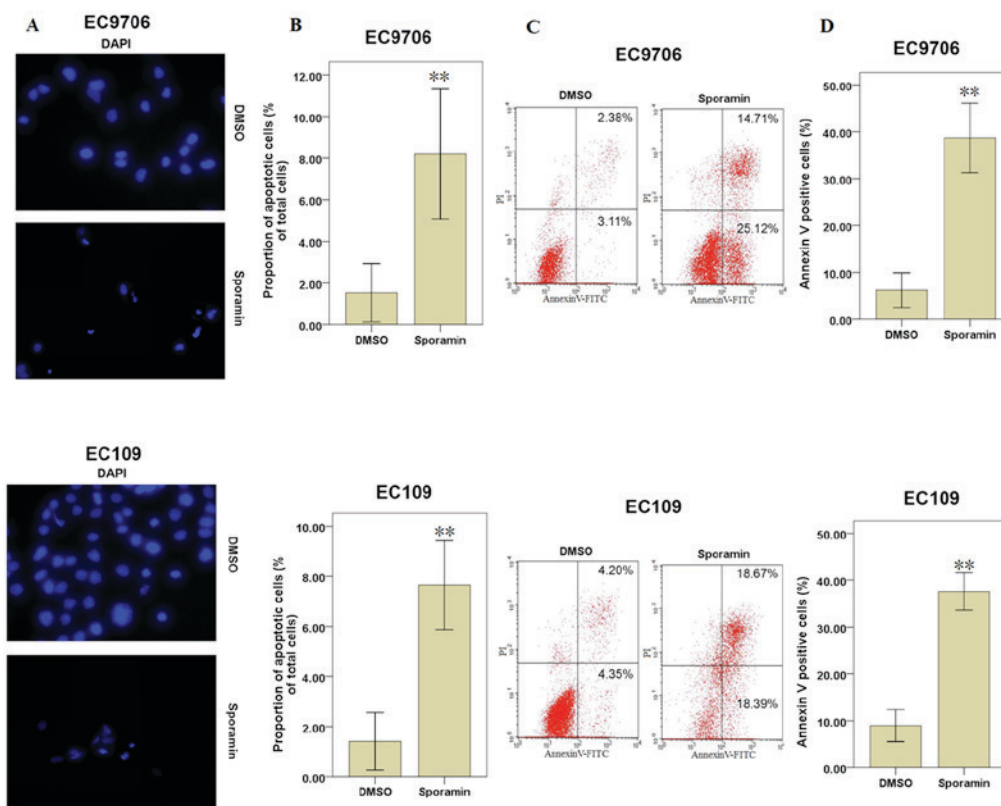 A
EC9706
DAPI
DMSO
Sporamin
B
EC9706
Proportion of apoptotic cells (%
of total cells)
12.00
10.00
8.00
6.00
4.00
2.00
0.00
**
DMSO
Sporamin
C
EC9706
DMSO
Sporamin
2.38%
3.11%
14.71%
25.12%
PI
AnnexinV-FITC
AnnexinV-FITC
D
EC9706
Annexin V positive cells (%)
50.00
40.00
30.00
20.00
10.00
0.00
**
DMSO
Sporamin
EC109
DAPI
DMSO
Sporamin
EC109
Proportion of apoptotic cells (%
of total cells)
10.00
8.00
6.00
4.00
2.00
0.00
**
DMSO
Sporamin
EC109
DMSO
Sporamin
4.20%
4.35%
18.67%
18.39%
PI
PI
AnnexinV-FITC
AnnexinV-FITC
EC109
Annexin V positive cells (%)
50.00
40.00
30.00
20.00
10.00
0.00
**
DMSO
Sporamin